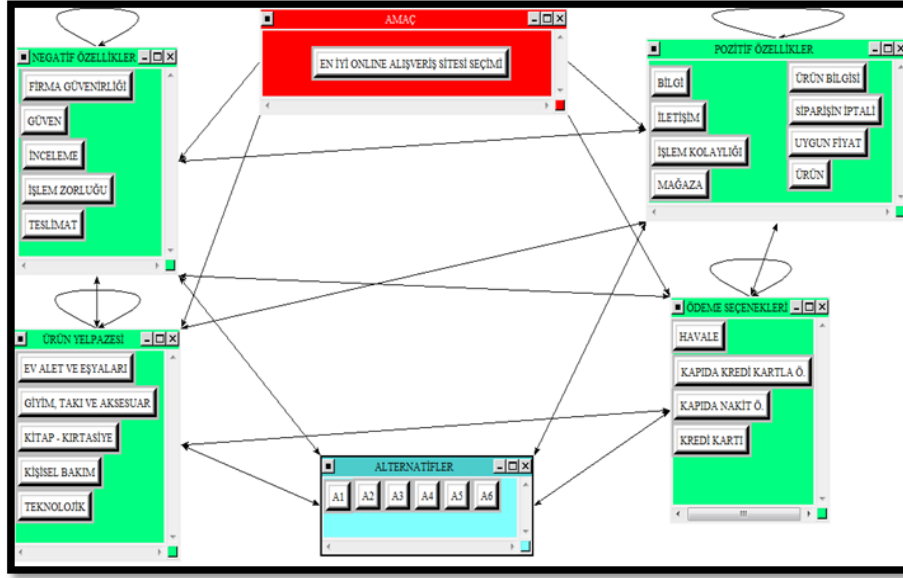 AMAÇ
EN İYİ ONLINE ALIŞVERİŞ SİTESİ SEÇİMİ
NEGATİF ÖZELLİKLER
FİRMA GÜVENİRLİĞİ
GÜVEN
İNCELEME
İŞLEM ZORLUĞU
TESLİMAT
POZİTİF ÖZELLİKLER
BİLGİ
İLETİŞİM
İŞLEM KOLAYLIĞI
MAĞAZA
ÜRÜN BİLGİSİ
SİPARİŞİN İPTALİ
UYGUN FİYAT
ÜRÜN
ÜRÜN YELPAZESİ
EV ALET VE EŞYALARI
GİYİM, TAKI VE AKSESUAR
KİTAP - KIRTASİYE
KİŞİSEL BAKIM
TEKNOLOJİK
ÖDEME SEÇENEKLERİ
HAVALE
KAPIDA KREDİ KARTLA Ö.
KAPIDA NAKİT Ö.
KREDİ KARTI
ALTERNATİFLER
A1 A2 A3 A4 A5 A6